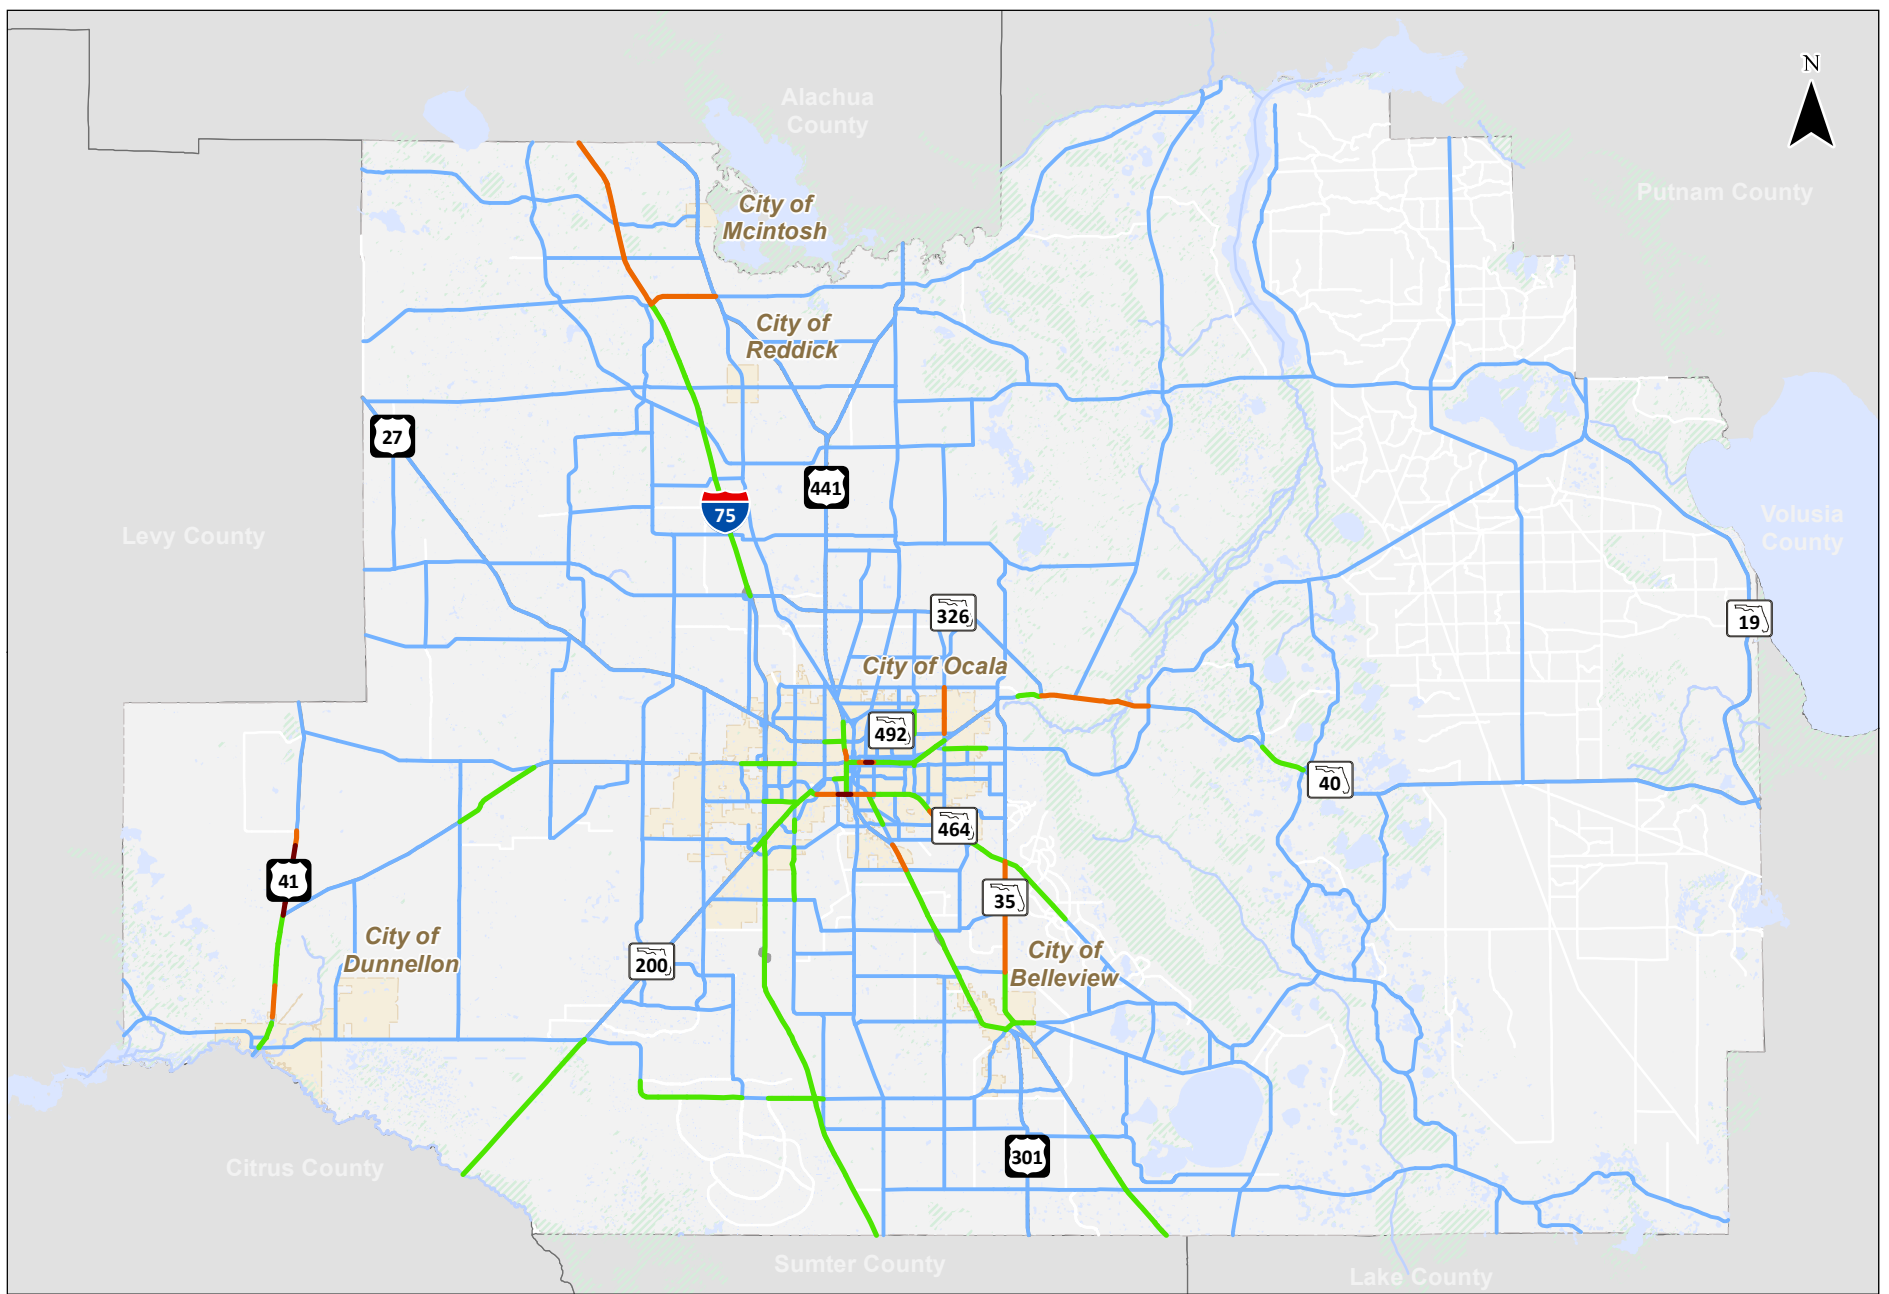 N
Alachua
County
Putnam County
City of
Mcintosh
City of
Reddick
27
441
75
Levy County
Volusia
County
326
19
City of Ocala
492
40
464
41
35
City of
Dunnellon
200
City of
Belleview
301
Citrus County
Sumter County
Lake County